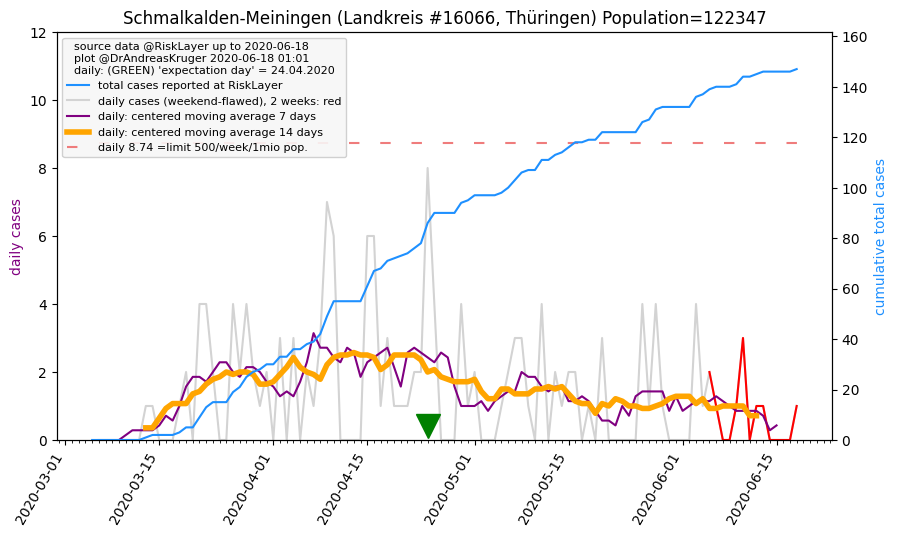 Schmalkalden-Meiningen (Landkreis #16066, Thüringen) Population=122347
source data @RiskLayer up to 2020-06-18
plot @DrAndreasKruger 2020-06-18 01:01
daily: (GREEN) 'expectation day' = 24.04.2020
total cases reported at RiskLayer
daily cases (weekend-flawed), 2 weeks: red
daily: centered moving average 7 days
daily: centered moving average 14 days
daily 8.74 =limit 500/week/1mio pop.
daily cases
12
10
8
6
4
2
0
cumulative total cases
160
140
120
100
80
60
40
20
0
2020-03-01
2020-03-15
2020-04-01
2020-04-15
2020-05-01
2020-05-15
2020-06-01
2020-06-15